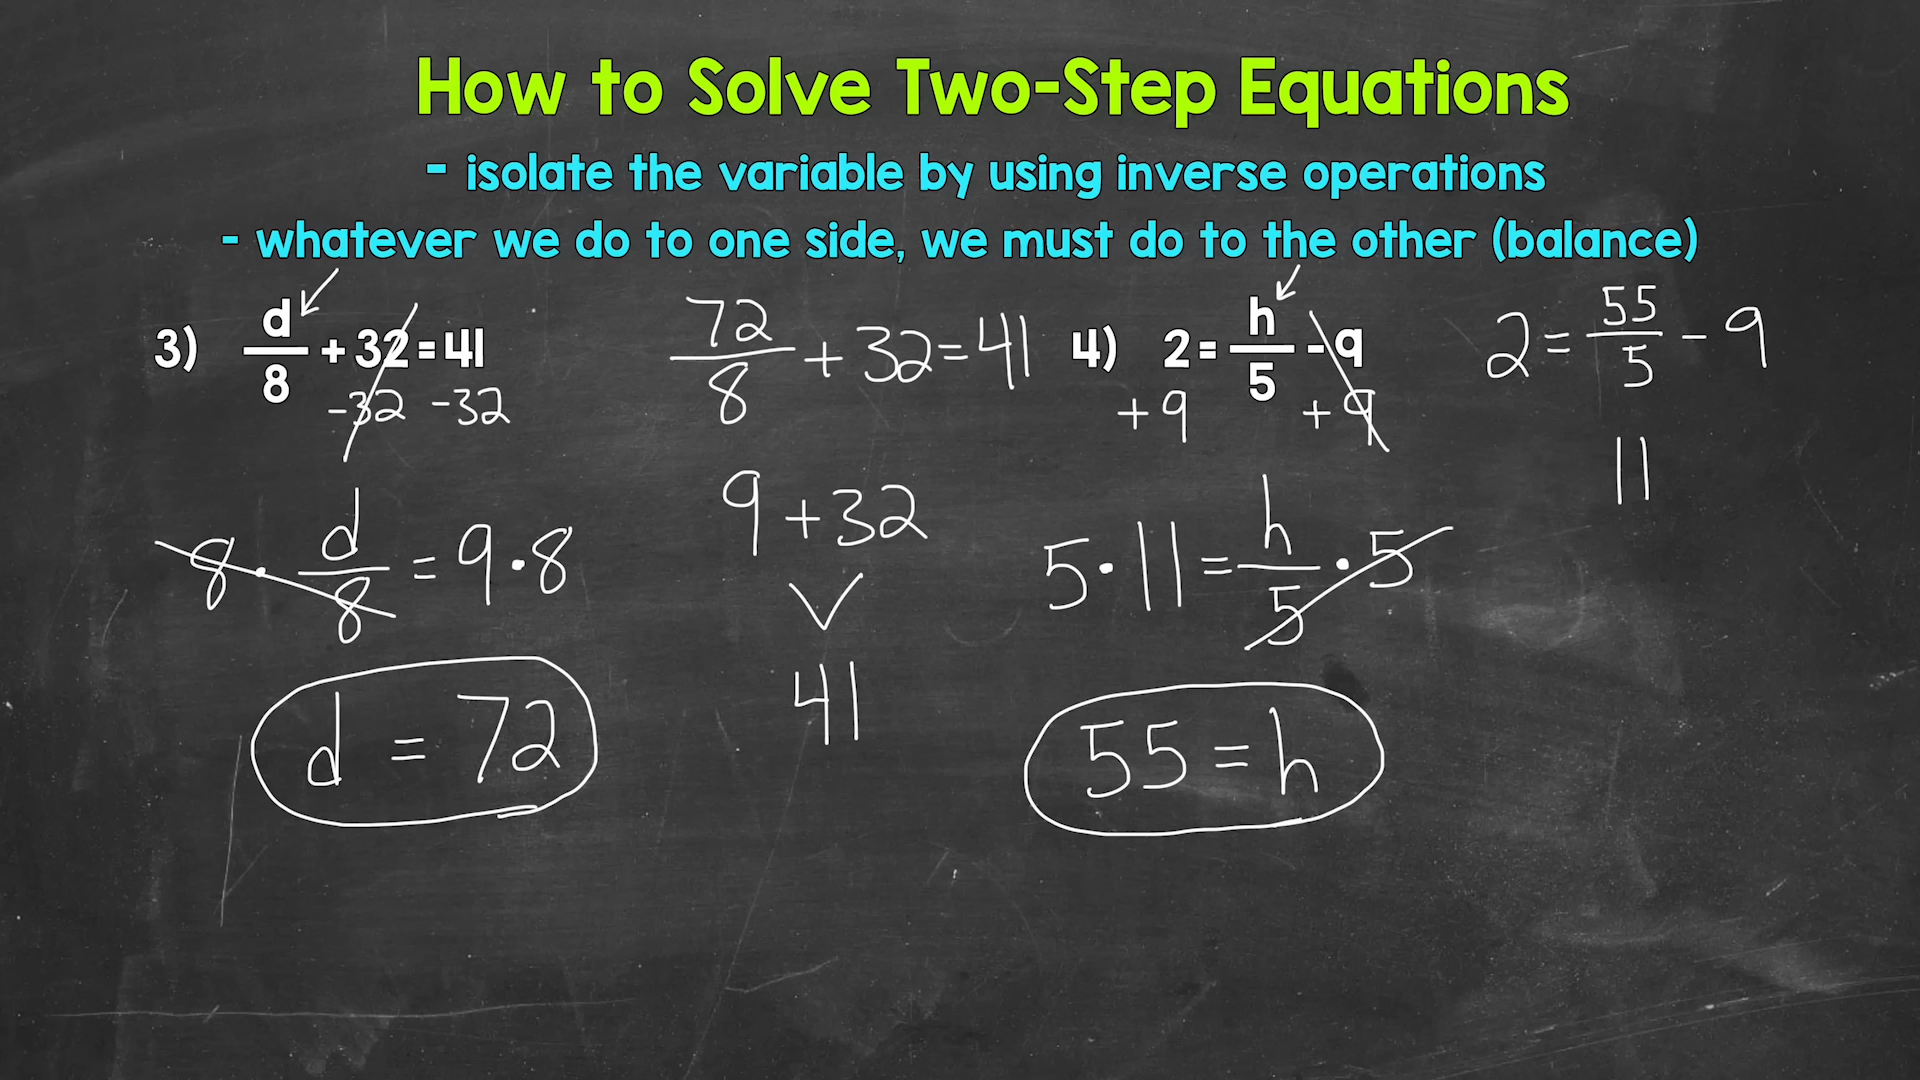 How to Solve Two-Step Equations
- isolate the variable by using inverse operations
- whatever we do to one side, we must do to the other (balance)
3) d/8 + 32 = 41
-32 -32
8 · d/8 = 9 · 8
d = 72
72/8 + 32 = 41
9 + 32
41
4) 2 = h/5 - 9
+ 9 + 9
5 · 11 = h/5 · 5
55 = h
2 = 55/5 - 9
11